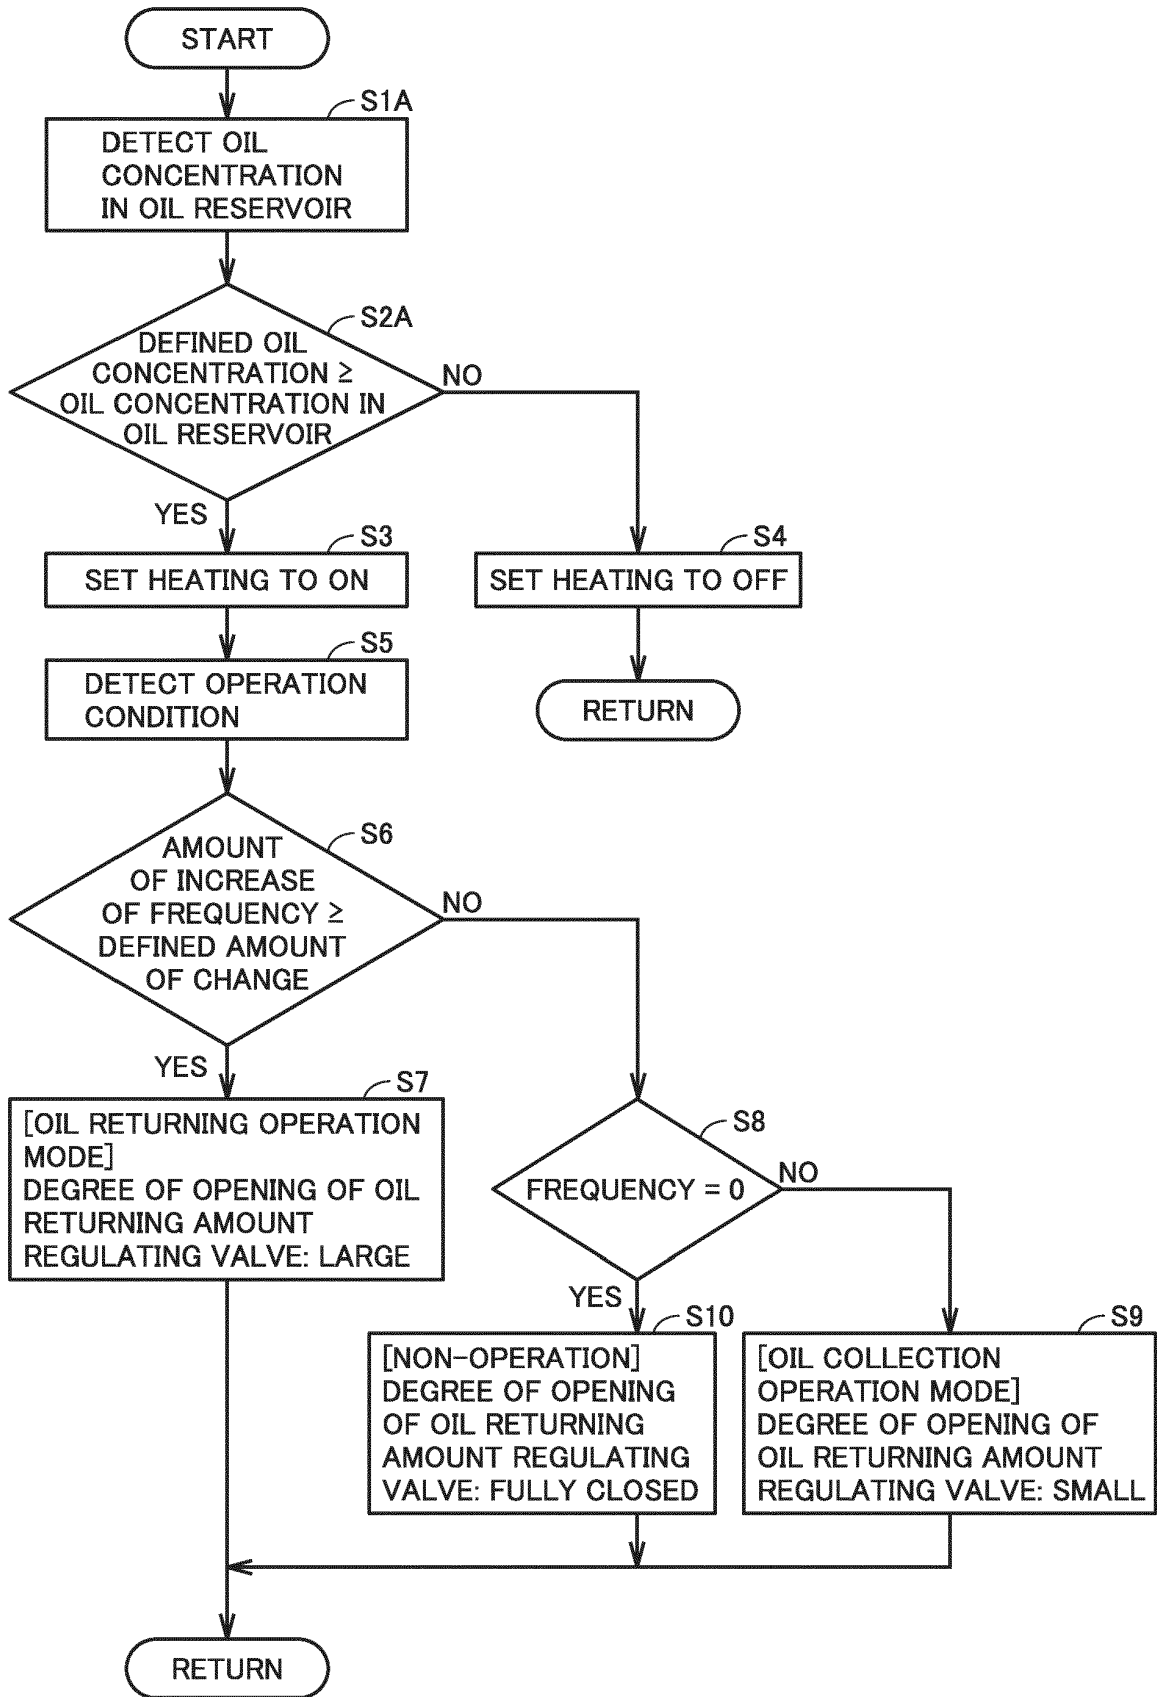 START
S1A
DETECT OIL
CONCENTRATION
IN OIL RESERVOIR
S2A
DEFINED OIL
CONCENTRATION ≥
OIL CONCENTRATION IN
OIL RESERVOIR
NO
YES
S3
SET HEATING TO ON
S4
SET HEATING TO OFF
S5
DETECT OPERATION
CONDITION
RETURN
S6
AMOUNT
OF INCREASE
OF FREQUENCY ≥
DEFINED AMOUNT
OF CHANGE
NO
YES
S7
[OIL RETURNING OPERATION
MODE]
DEGREE OF OPENING OF OIL
RETURNING AMOUNT
REGULATING VALVE: LARGE
S8
FREQUENCY = 0
NO
YES
S10
[NON-OPERATION]
DEGREE OF OPENING
OF OIL RETURNING
AMOUNT REGULATING
VALVE: FULLY CLOSED
S9
[OIL COLLECTION
OPERATION MODE]
DEGREE OF OPENING OF
OIL RETURNING AMOUNT
REGULATING VALVE: SMALL
RETURN